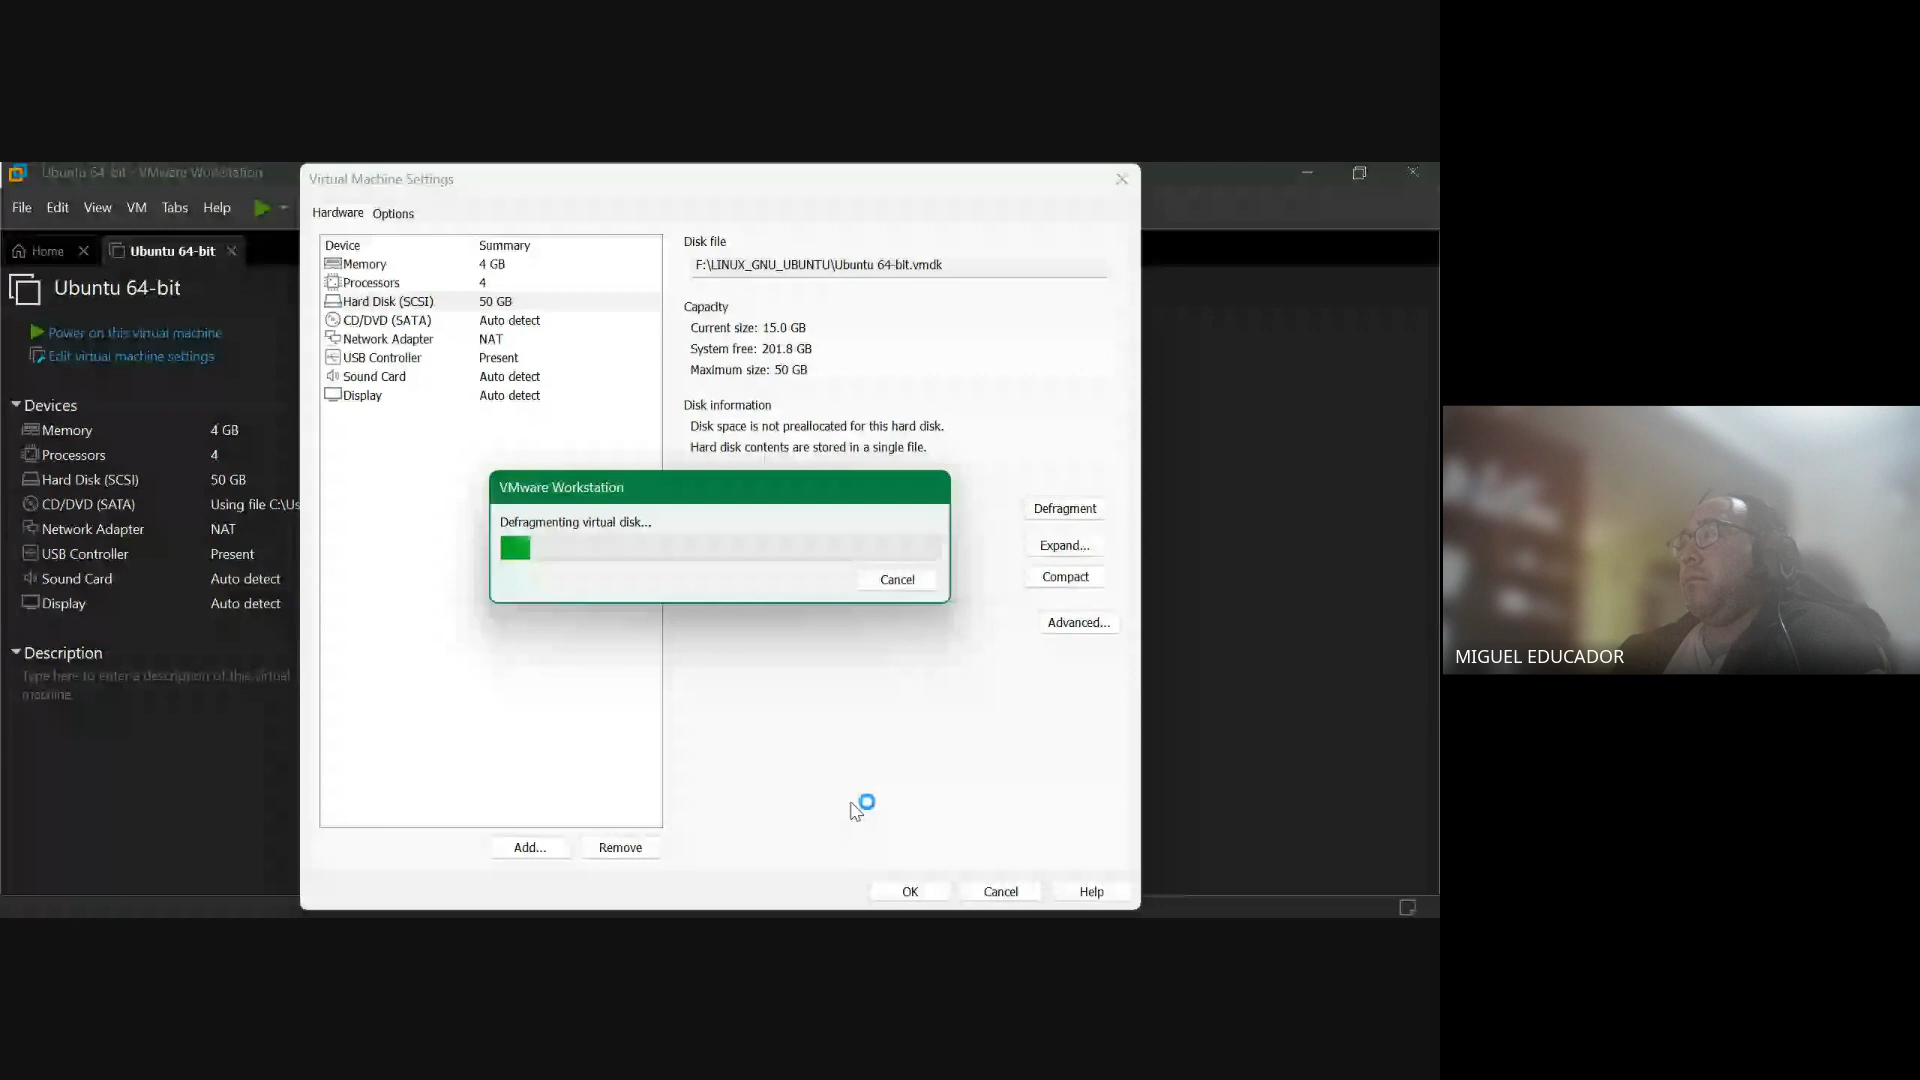 Ubuntu 64-bit - VMware Workstation
File Edit View VM Tabs Help
Home
Ubuntu 64-bit
Ubuntu 64-bit
Power on this virtual machine
Edit virtual machine settings
Devices
Memory 4 GB
Processors 4
Hard Disk (SCSI) 50 GB
CD/DVD (SATA) Using file C:\Us
Network Adapter NAT
USB Controller Present
Sound Card Auto detect
Display Auto detect
Description
Type here to enter a description of this virtual
machine.
Virtual Machine Settings
Hardware Options
Device Summary
Memory 4 GB
Processors 4
Hard Disk (SCSI) 50 GB
CD/DVD (SATA) Auto detect
Network Adapter NAT
USB Controller Present
Sound Card Auto detect
Display Auto detect
Add... Remove
Disk file
F:\LINUX_GNU_UBUNTU\Ubuntu 64-bit.vmdk
Capacity
Current size: 15.0 GB
System free: 201.8 GB
Maximum size: 50 GB
Disk information
Disk space is not preallocated for this hard disk.
Hard disk contents are stored in a single file.
Defragment
Expand...
Compact
Advanced...
VMware Workstation
Defragmenting virtual disk...
Cancel
OK Cancel Help
MIGUEL EDUCADOR